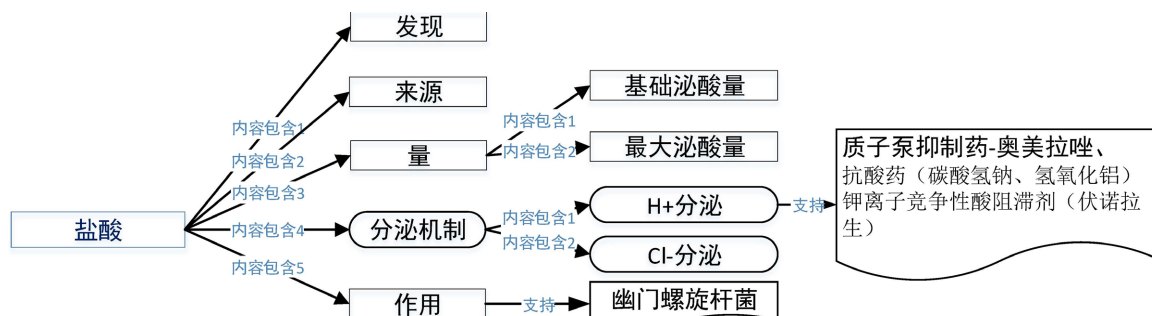 发现
来源
基础泌酸量
内容包含1
内容包含1
内容包含2
量
内容包含2
最大泌酸量
质子泵抑制药-奥美拉唑、
抗酸药（碳酸氢钠、氢氧化铝）
钾离子竞争性酸阻滞剂（伏诺拉
生）
内容包含3
盐酸
内容包含4
分泌机制
内容包含1
H+分泌
支持
内容包含2
Cl-分泌
内容包含5
作用
支持
幽门螺旋杆菌